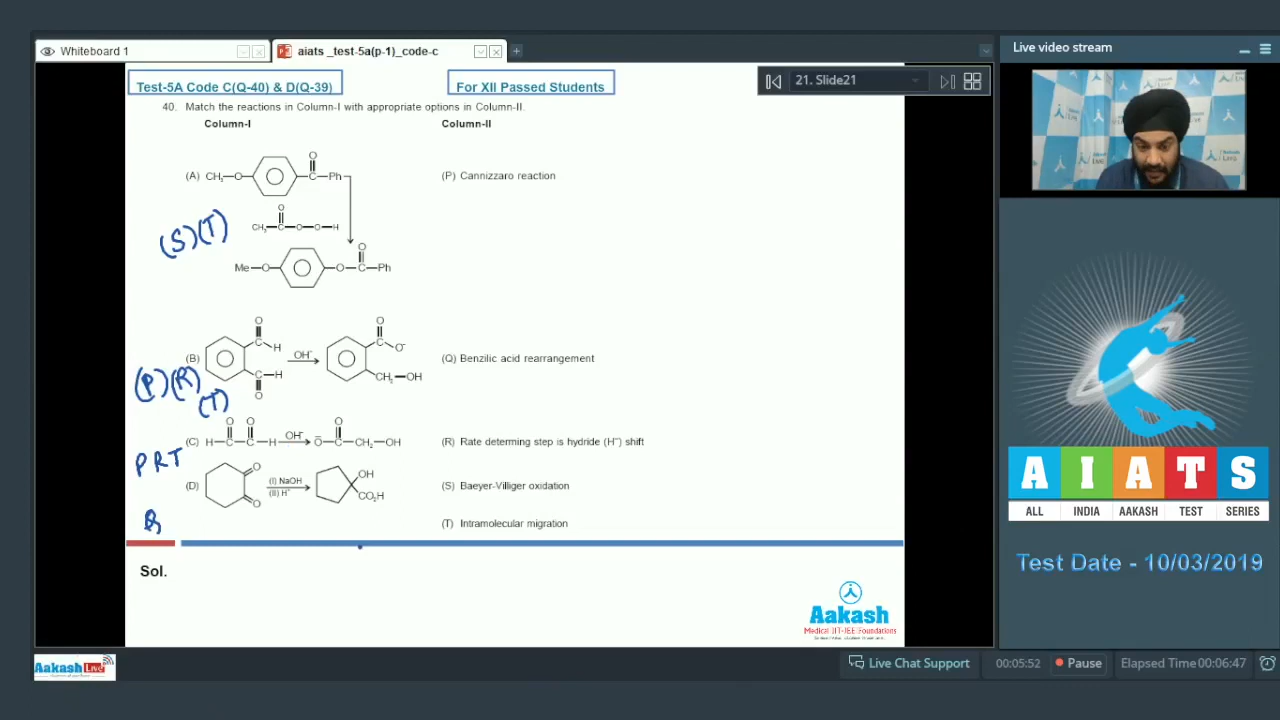 Whiteboard 1
aiats _test-5a(p-1)_code-c
Live video stream
Test-5A Code C(Q-40) & D(Q-39)
For XII Passed Students
21. Slide21
40. Match the reactions in Column-I with appropriate options in Column-II.
Column-I
Column-II
O
(A) CH₃—O— —C—Ph
(P) Cannizzaro reaction
O
CH₃—C—O—O—H
(S)(T)
O
Me—O— —O—C—Ph
O
C—H
(B)
OH⁻
C—H
O
O
C—O⁻
CH₂—OH
(Q) Benzilic acid rearrangement
(P)(R)
(T)
O O
(C) H—C—C—H
OH⁻
O
O⁻—C—CH₂—OH
(R) Rate determing step is hydride (H⁻) shift
PRT
(D)
O
O
(I) NaOH
(II) H⁺
OH
CO₂H
(S) Baeyer-Villiger oxidation
(T) Intramolecular migration
Sol.
Aakash
Medical|IIT-JEE|Foundations
AIATS
ALL INDIA AAKASH TEST SERIES
Test Date - 10/03/2019
Aakash Live
Live Chat Support
00:05:52
Pause
Elapsed Time 00:06:47